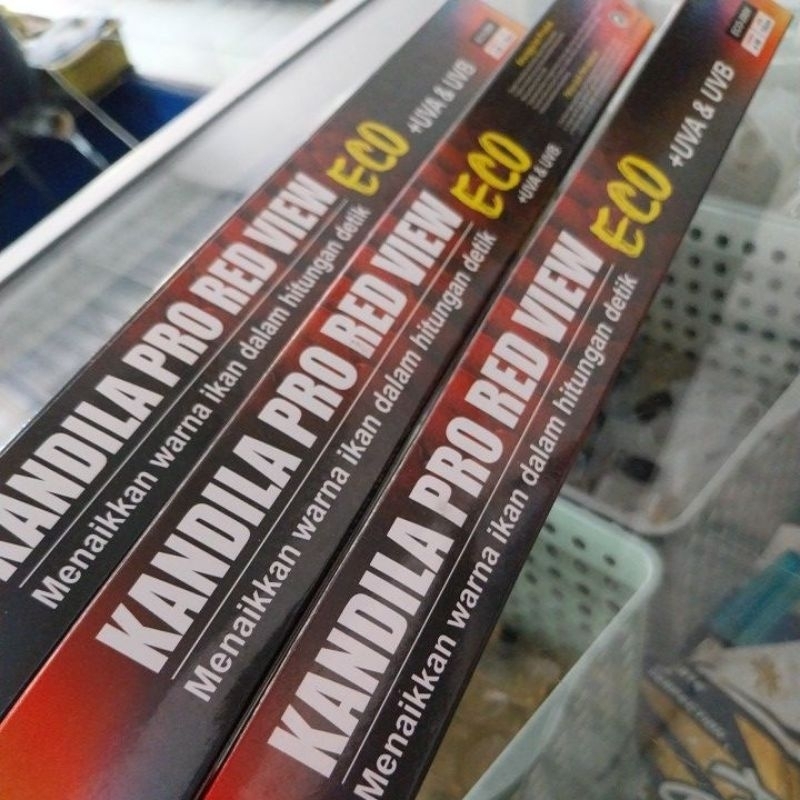 KANDILA PRO RED VIEW ECO +UVA & UVB
Menaikkan warna ikan dalam hitungan detik
KANDILA PRO RED VIEW ECO +UVA & UVB
Menaikkan warna ikan dalam hitungan detik
KANDILA PRO RED VIEW ECO +UVA & UVB
Menaikkan warna ikan dalam hitungan detik